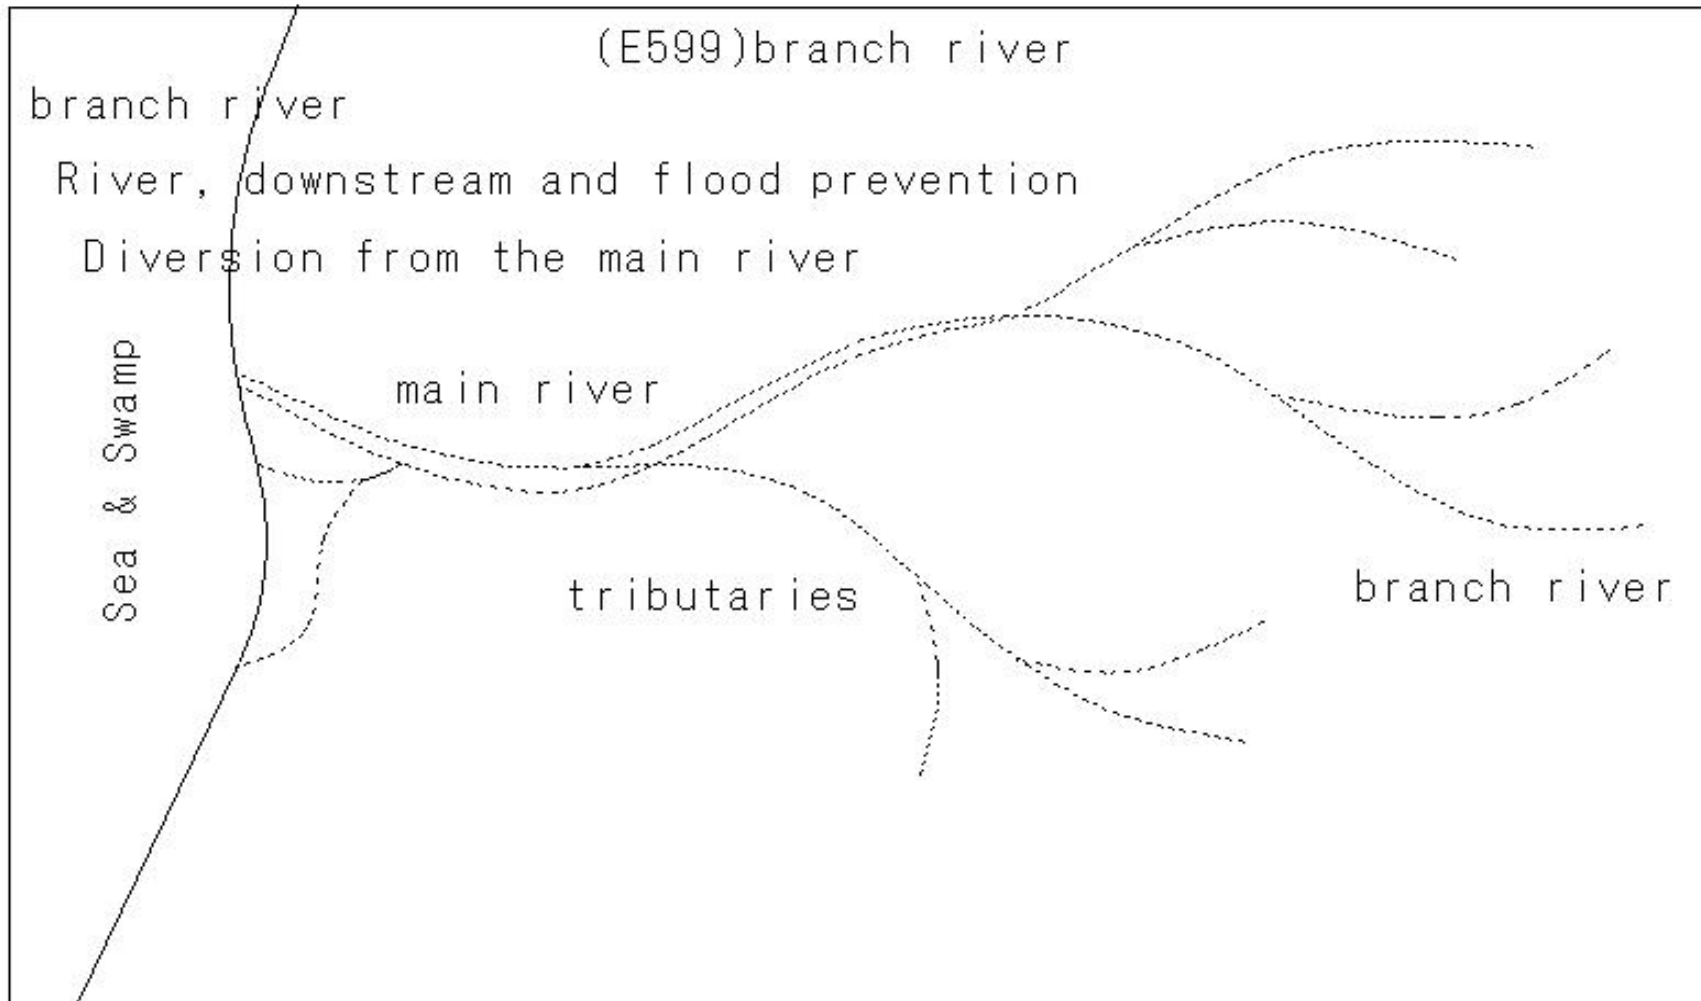 (E599)branch river
branch river
River, downstream and flood prevention
Diversion from the main river
main river
Sea & Swamp
tributaries
branch river